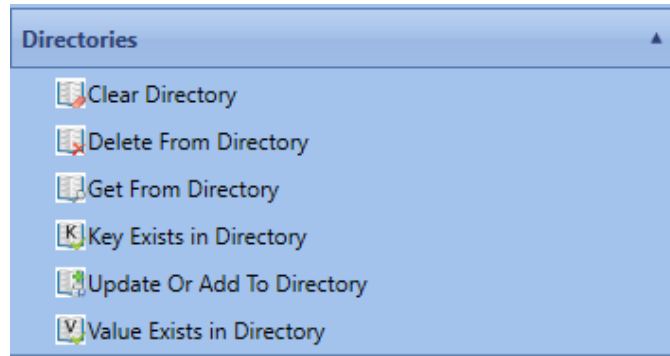 Directories
Clear Directory
Delete From Directory
Get From Directory
K Key Exists in Directory
Update Or Add To Directory
V Value Exists in Directory